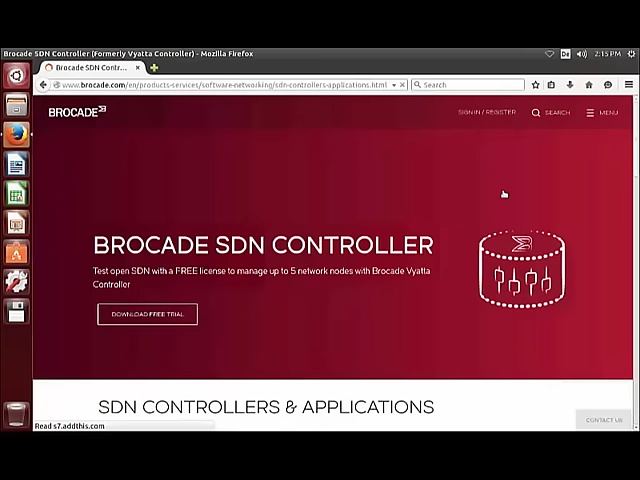 Brocade SDN Controller (Formerly Vyatta Controller) - Mozilla Firefox
De
2:15 PM
Brocade SDN Contr...
www.brocade.com/en/products-services/software-networking/sdn-controllers-applications.html
Search
BROCADE
SIGN IN / REGISTER
SEARCH
MENU
BROCADE SDN CONTROLLER
Test open SDN with a FREE license to manage up to 5 network nodes with Brocade Vyatta
Controller
DOWNLOAD FREE TRIAL
SDN CONTROLLERS & APPLICATIONS
CONTACT US
Read s7.addthis.com